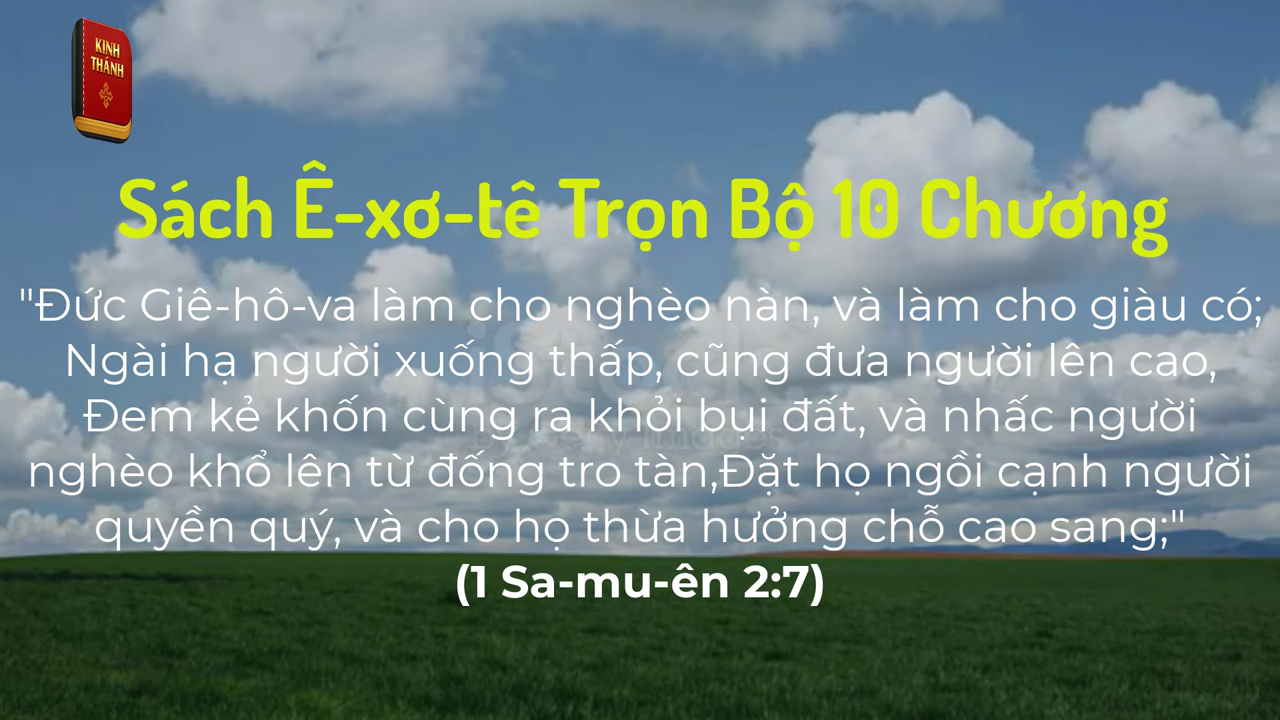 KINH
THÁNH
Sách Ê-xơ-tê Trọn Bộ 10 Chương
"Đức Giê-hô-va làm cho nghèo nàn, và làm cho giàu có;
Ngài hạ người xuống thấp, cũng đưa người lên cao,
Đem kẻ khốn cùng ra khỏi bụi đất, và nhấc người
nghèo khổ lên từ đống tro tàn,Đặt họ ngồi cạnh người
quyền quý, và cho họ thừa hưởng chỗ cao sang;"
(1 Sa-mu-ên 2:7)